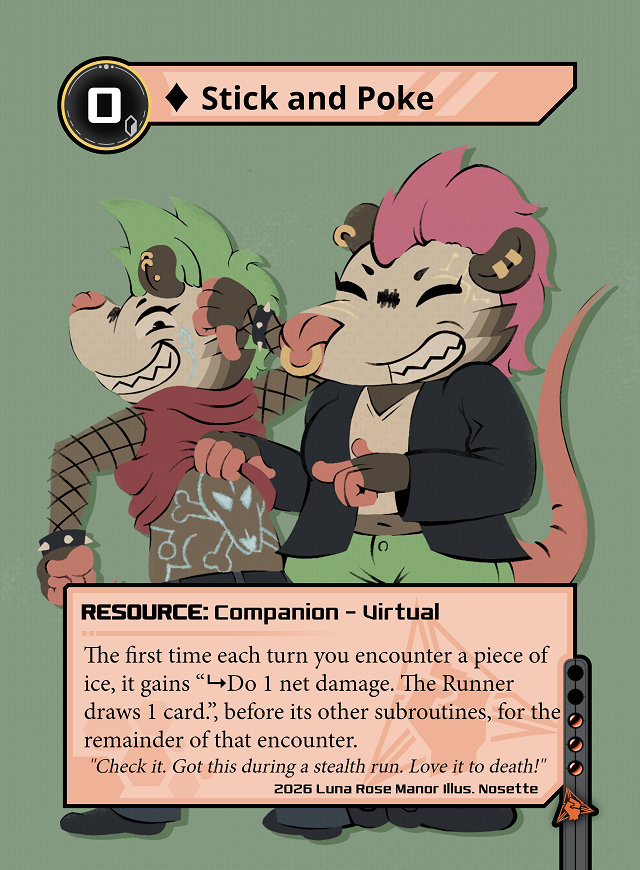 0
♦ Stick and Poke
RESOURCE: Companion - Virtual
The first time each turn you encounter a piece of
ice, it gains “↳Do 1 net damage. The Runner
draws 1 card.”, before its other subroutines, for the
remainder of that encounter.
"Check it. Got this during a stealth run. Love it to death!"
2026 Luna Rose Manor Illus. Nosette